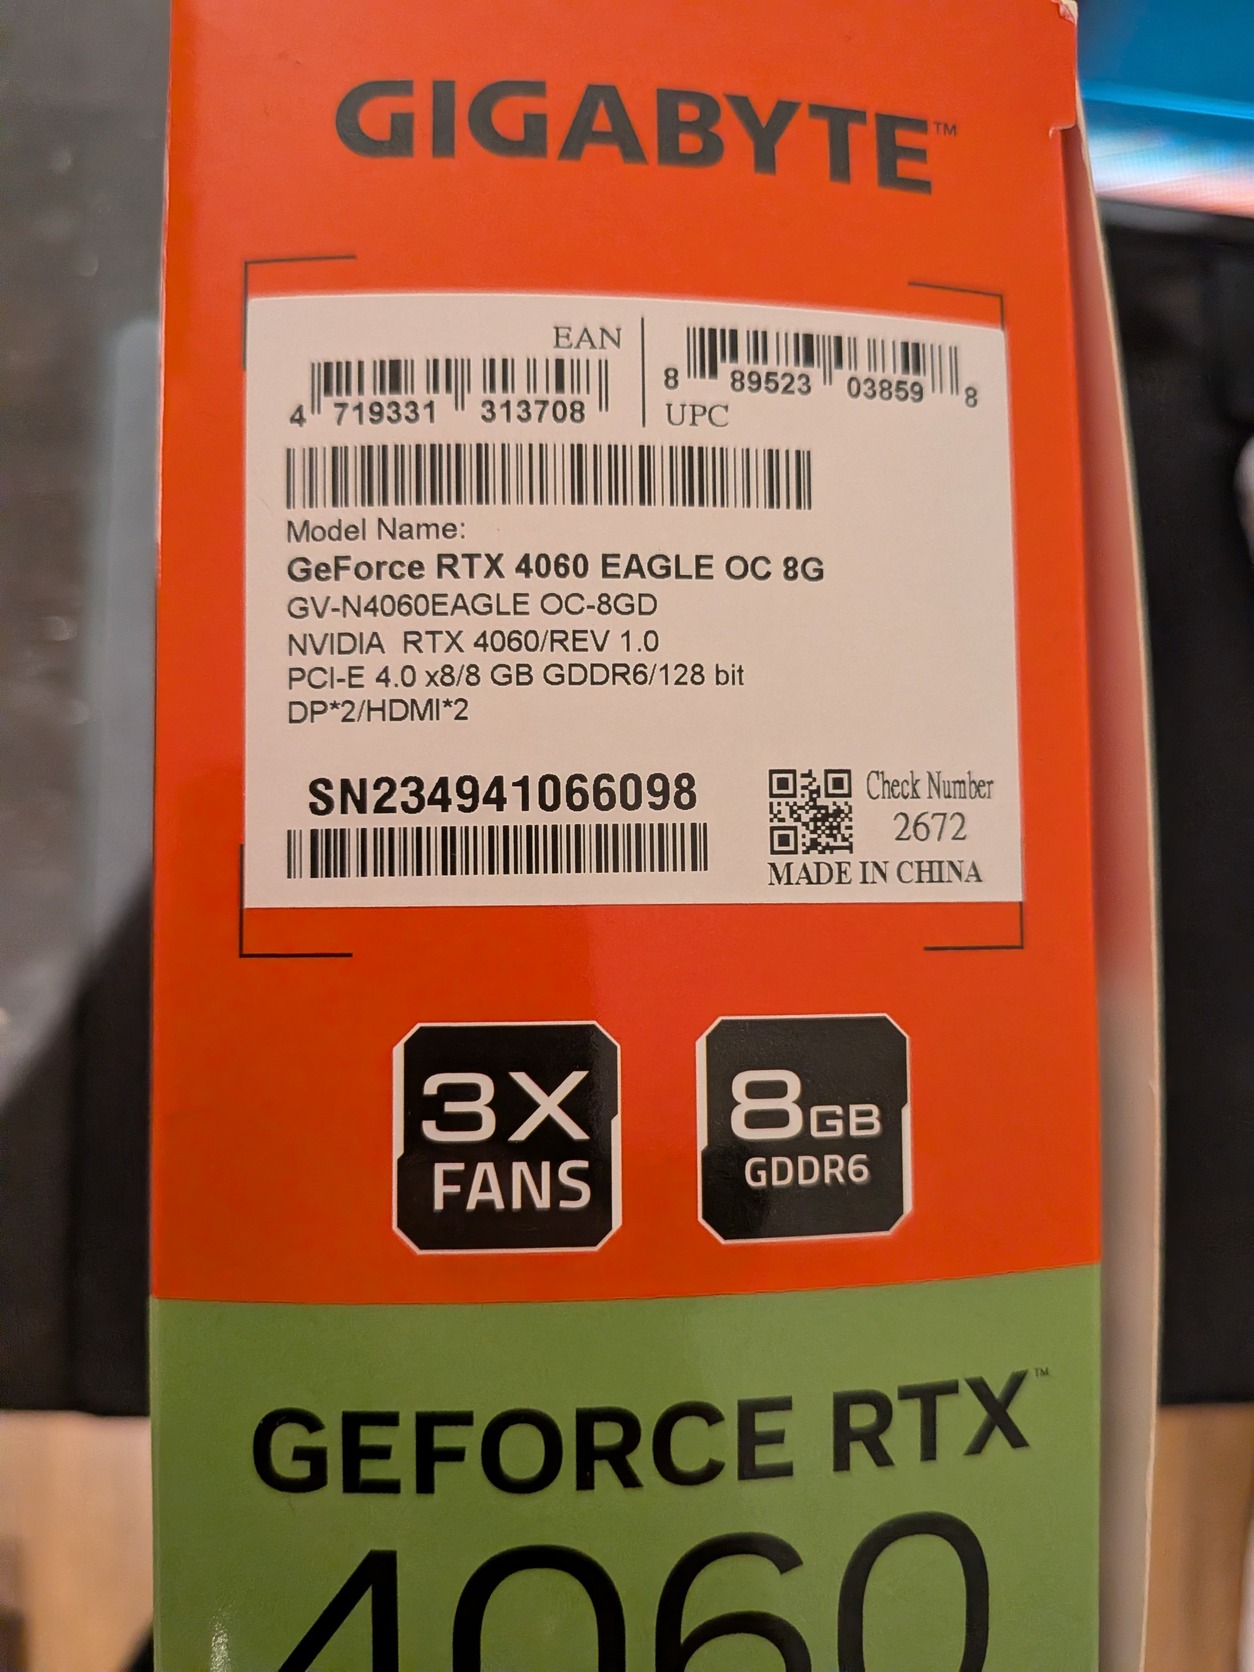 GIGABYTE™
EAN
4 719331 313708
8 89523 03859 8
UPC
Model Name:
GeForce RTX 4060 EAGLE OC 8G
GV-N4060EAGLE OC-8GD
NVIDIA RTX 4060/REV 1.0
PCI-E 4.0 x8/8 GB GDDR6/128 bit
DP*2/HDMI*2
SN234941066098
Check Number
2672
MADE IN CHINA
3X
FANS
8GB
GDDR6
GEFORCE RTX™
4060